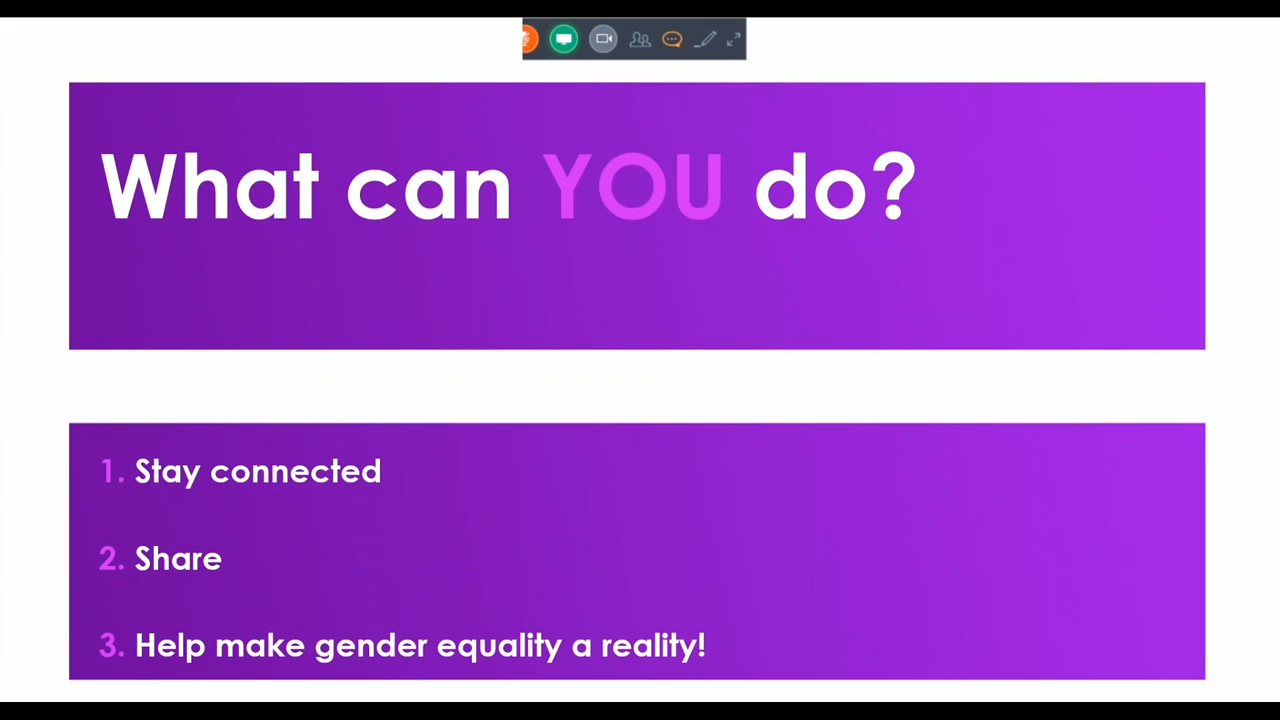 What can YOU do?
1. Stay connected
2. Share
3. Help make gender equality a reality!